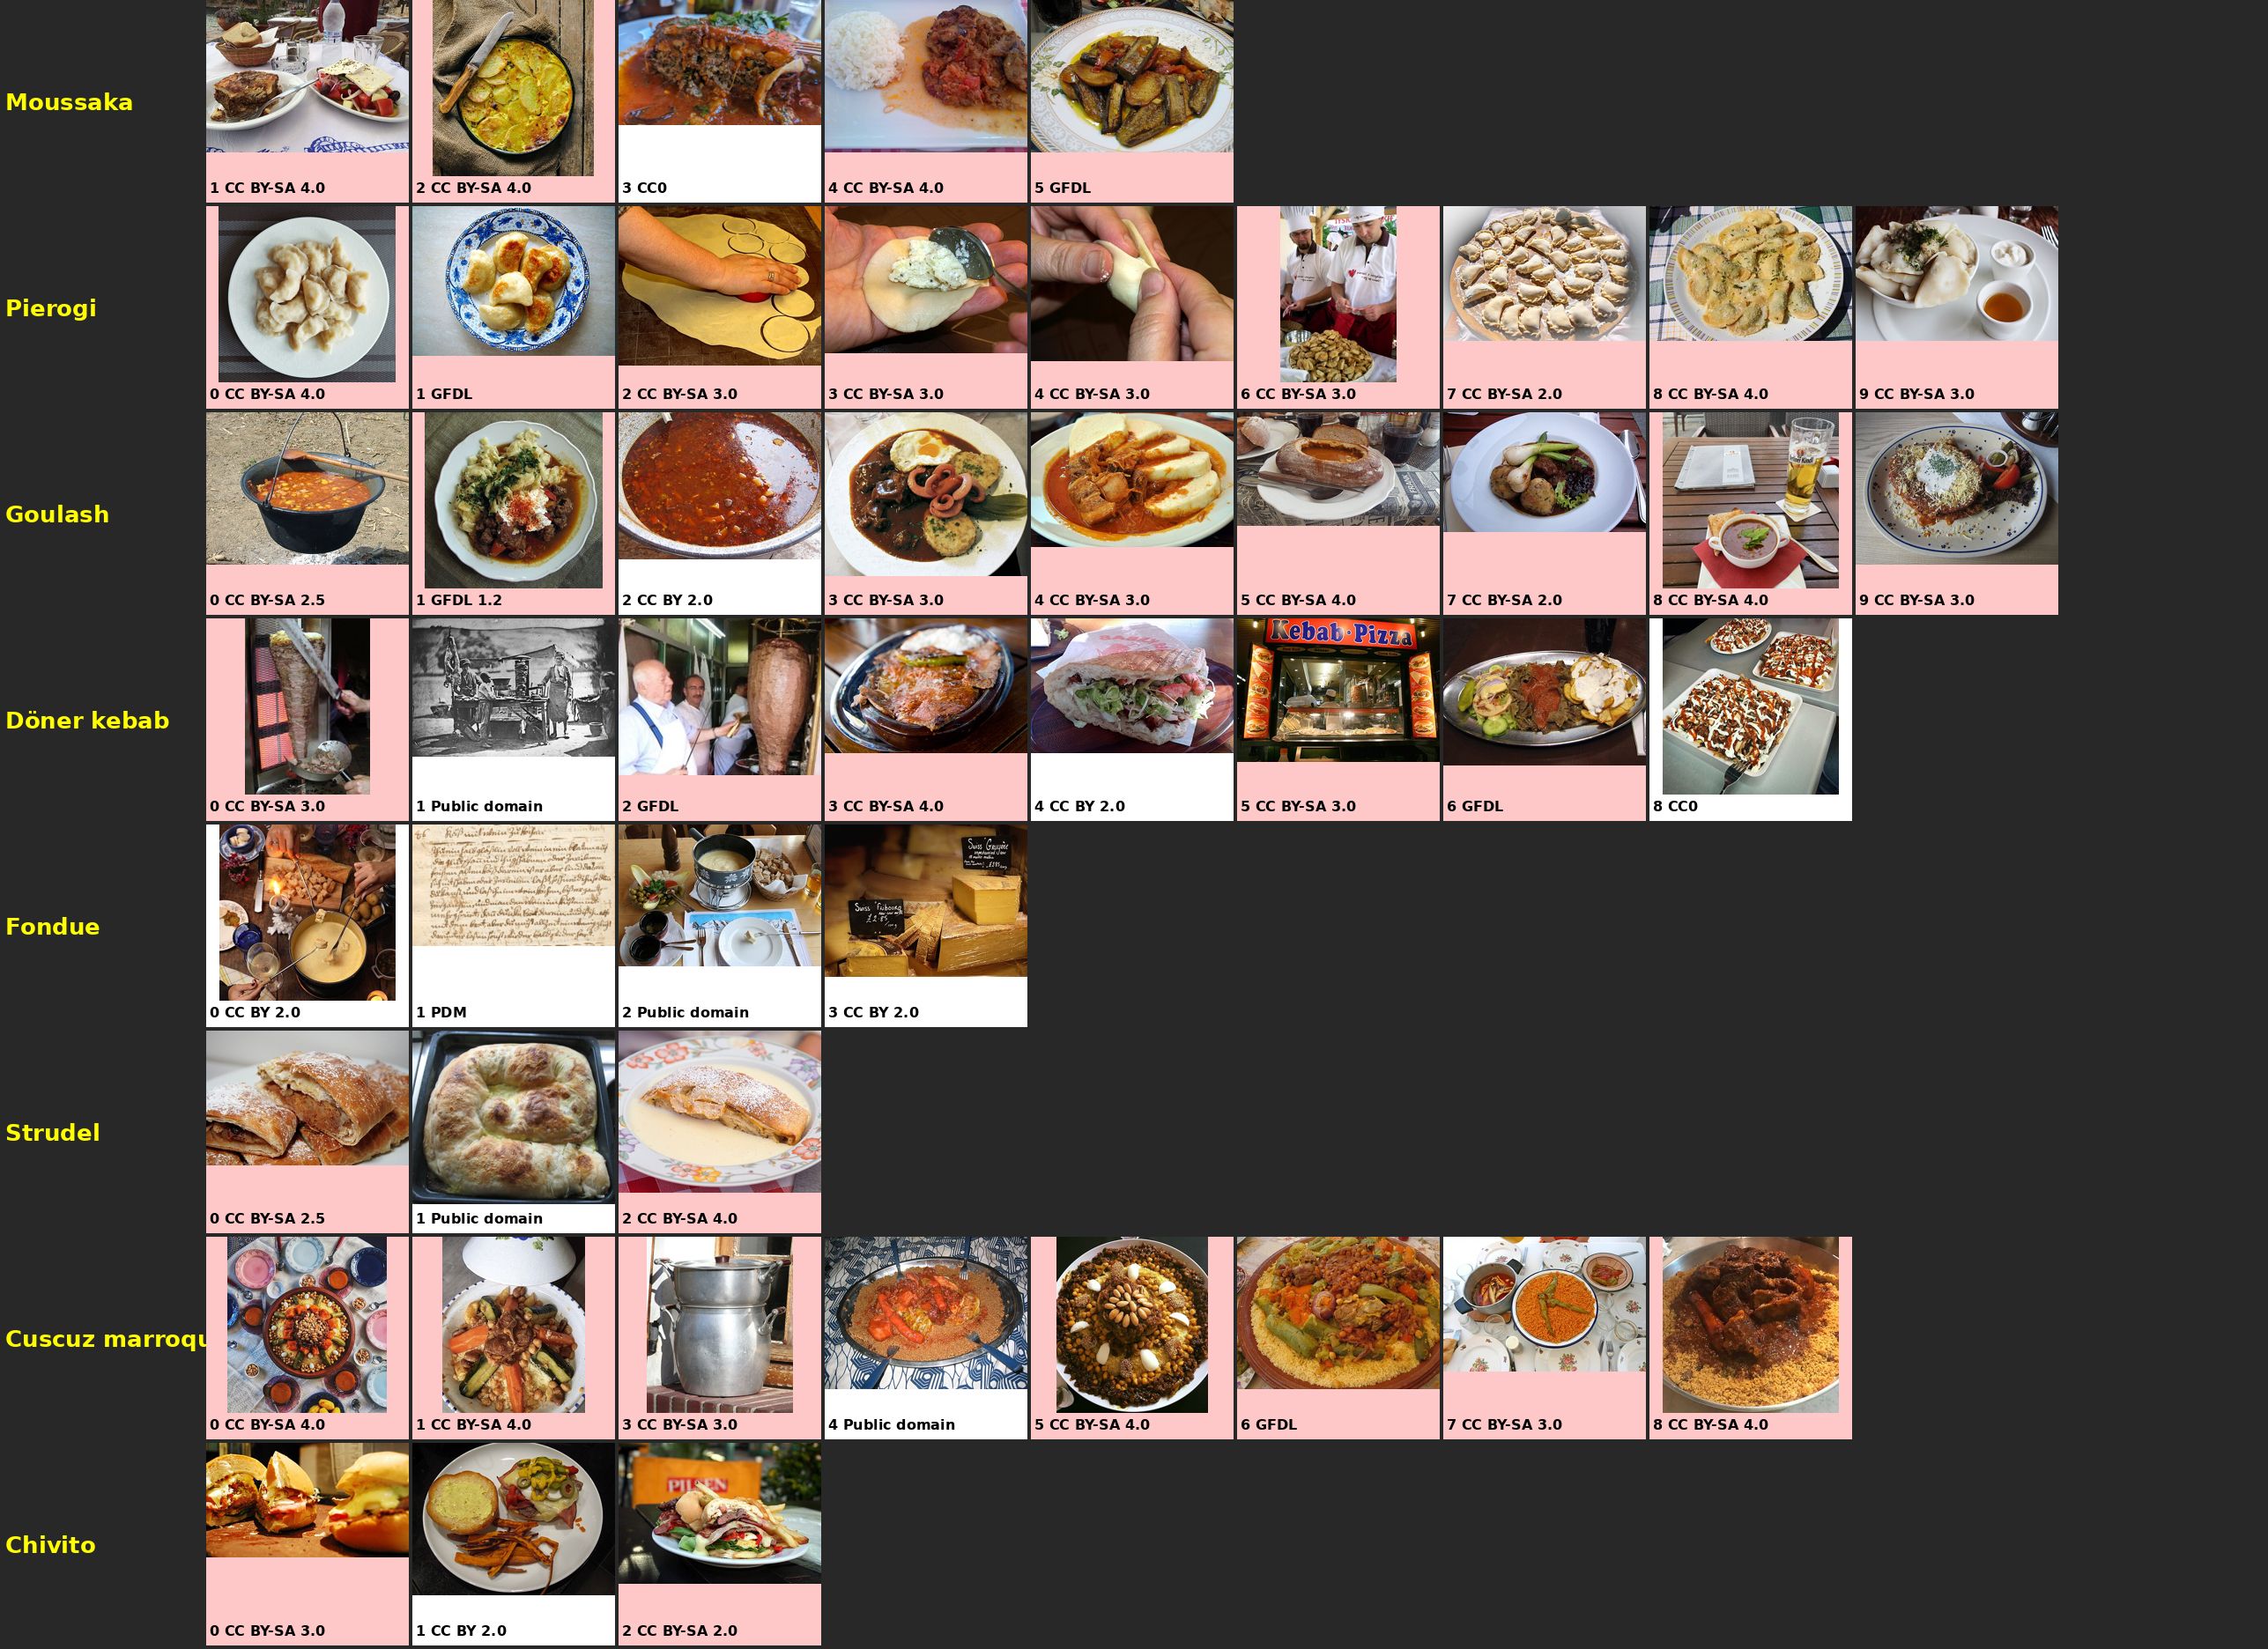 Moussaka
1 CC BY-SA 4.0
2 CC BY-SA 4.0
3 CC0
4 CC BY-SA 4.0
5 GFDL
Pierogi
0 CC BY-SA 4.0
1 GFDL
2 CC BY-SA 3.0
3 CC BY-SA 3.0
4 CC BY-SA 3.0
6 CC BY-SA 3.0
7 CC BY-SA 2.0
8 CC BY-SA 4.0
9 CC BY-SA 3.0
Goulash
0 CC BY-SA 2.5
1 GFDL 1.2
2 CC BY 2.0
3 CC BY-SA 3.0
4 CC BY-SA 3.0
5 CC BY-SA 4.0
7 CC BY-SA 2.0
8 CC BY-SA 4.0
9 CC BY-SA 3.0
Döner kebab
Kebab·Pizza
0 CC BY-SA 3.0
1 Public domain
2 GFDL
3 CC BY-SA 4.0
4 CC BY 2.0
5 CC BY-SA 3.0
6 GFDL
8 CC0
Fondue
Swiss Gruyère
Swiss Fribourg
0 CC BY 2.0
1 PDM
2 Public domain
3 CC BY 2.0
Strudel
0 CC BY-SA 2.5
1 Public domain
2 CC BY-SA 4.0
Cuscuz marroqu
0 CC BY-SA 4.0
1 CC BY-SA 4.0
3 CC BY-SA 3.0
4 Public domain
5 CC BY-SA 4.0
6 GFDL
7 CC BY-SA 3.0
8 CC BY-SA 4.0
Chivito
PILSEN
0 CC BY-SA 3.0
1 CC BY 2.0
2 CC BY-SA 2.0